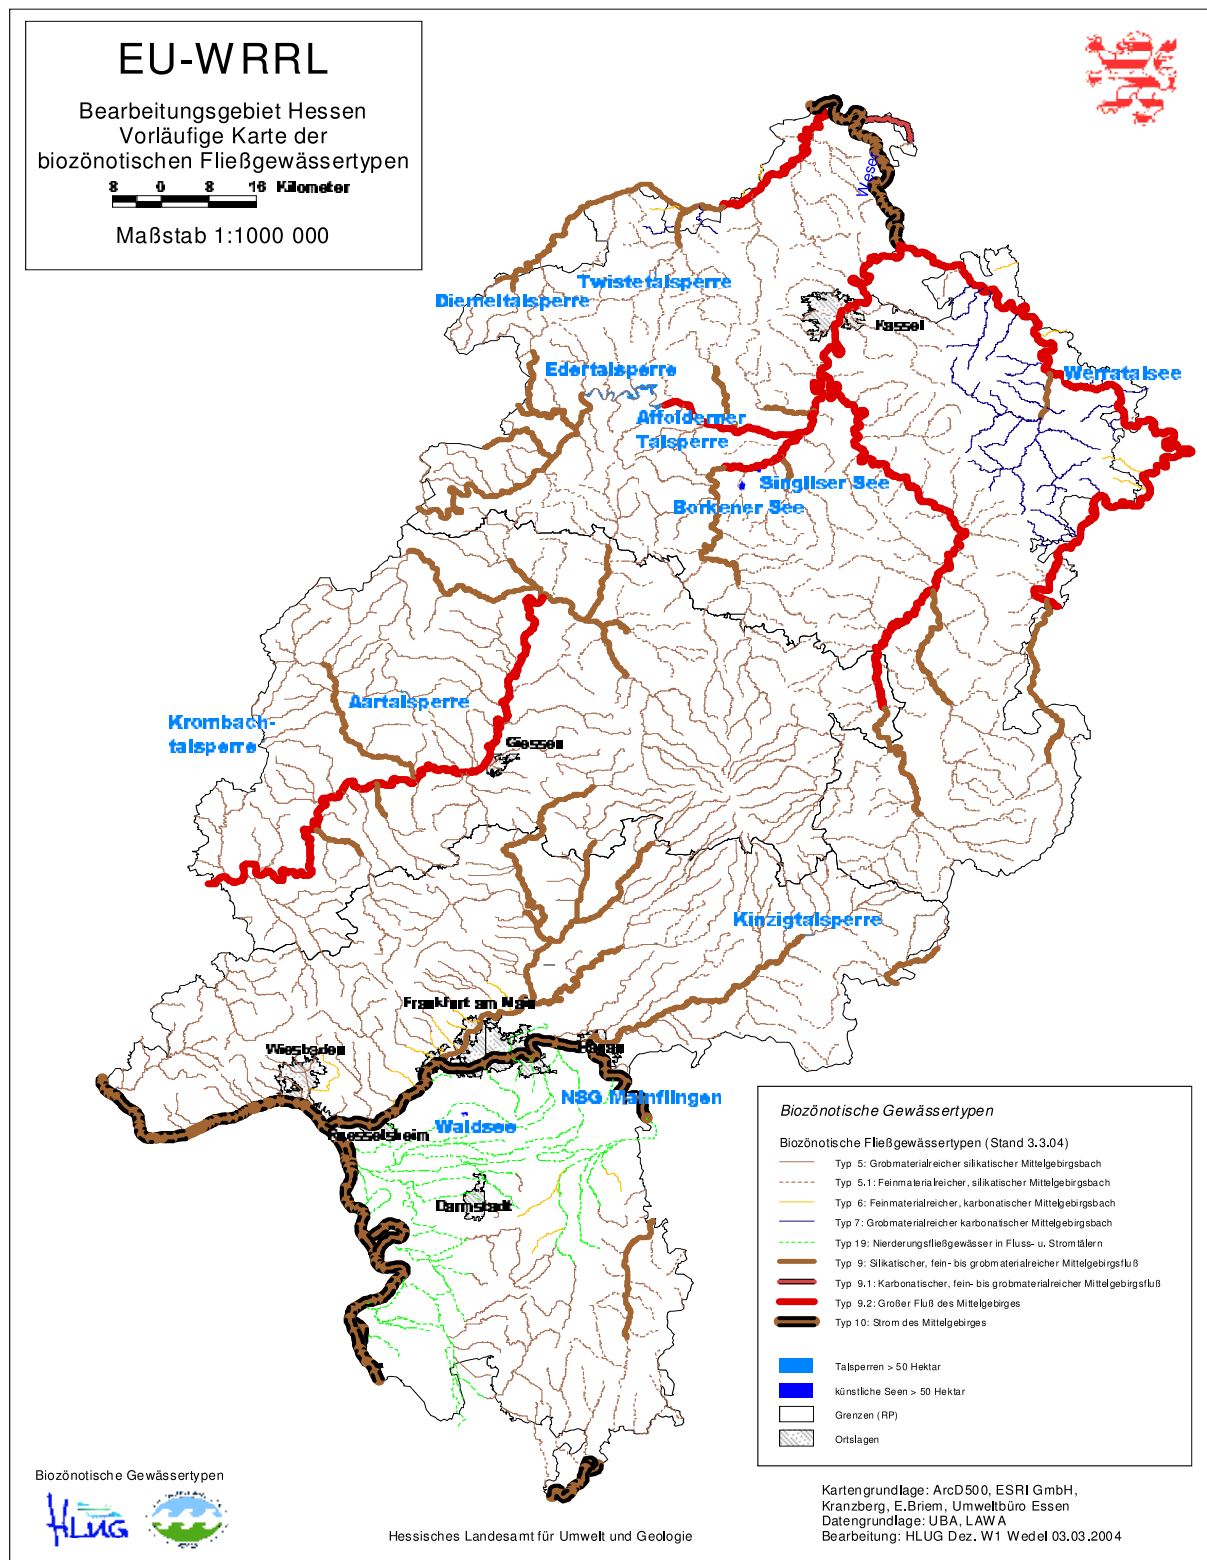 EU-WRRL
Bearbeitungsgebiet Hessen
Vorläufige Karte der
biozönotischen Fließgewässertypen
8 0 8 16 Kilometer
Maßstab 1:1000 000
Weser
Twistetalsperre
Diemeltalsperre
Kassel
Edertalsperre
Werratalsee
Affolderner
Talsperre
Singliser See
Borkener See
Aartalsperre
Krombach-
talsperre
Giessen
Kinzigtalsperre
Frankfurt am Main
Wiesbaden
Hanau
NSG Mainflingen
Waldsee
Ruesselsheim
Darmstadt
Biozönotische Gewässertypen
Biozönotische Fließgewässertypen (Stand 3.3.04)
Typ 5: Grobmaterialreicher silikatischer Mittelgebirgsbach
Typ 5.1: Feinmaterialreicher, silikatischer Mittelgebirgsbach
Typ 6: Feinmaterialreicher, karbonatischer Mittelgebirgsbach
Typ 7: Grobmaterialreicher karbonatischer Mittelgebirgsbach
Typ 19: Nierderungsfließgewässer in Fluss- u. Stromtälern
Typ 9: Silikatischer, fein- bis grobmaterialreicher Mittelgebirgsfluß
Typ 9.1: Karbonatischer, fein- bis grobmaterialreicher Mittelgebirgsfluß
Typ 9.2: Großer Fluß des Mittelgebirges
Typ 10: Strom des Mittelgebirges
Talsperren > 50 Hektar
künstliche Seen > 50 Hektar
Grenzen (RP)
Ortslagen
Biozönotische Gewässertypen
HLUG
Hessisches Landesamt für Umwelt und Geologie
Kartengrundlage: ArcD500, ESRI GmbH,
Kranzberg, E.Briem, Umweltbüro Essen
Datengrundlage: UBA, LAWA
Bearbeitung: HLUG Dez. W1 Wedel 03.03.2004